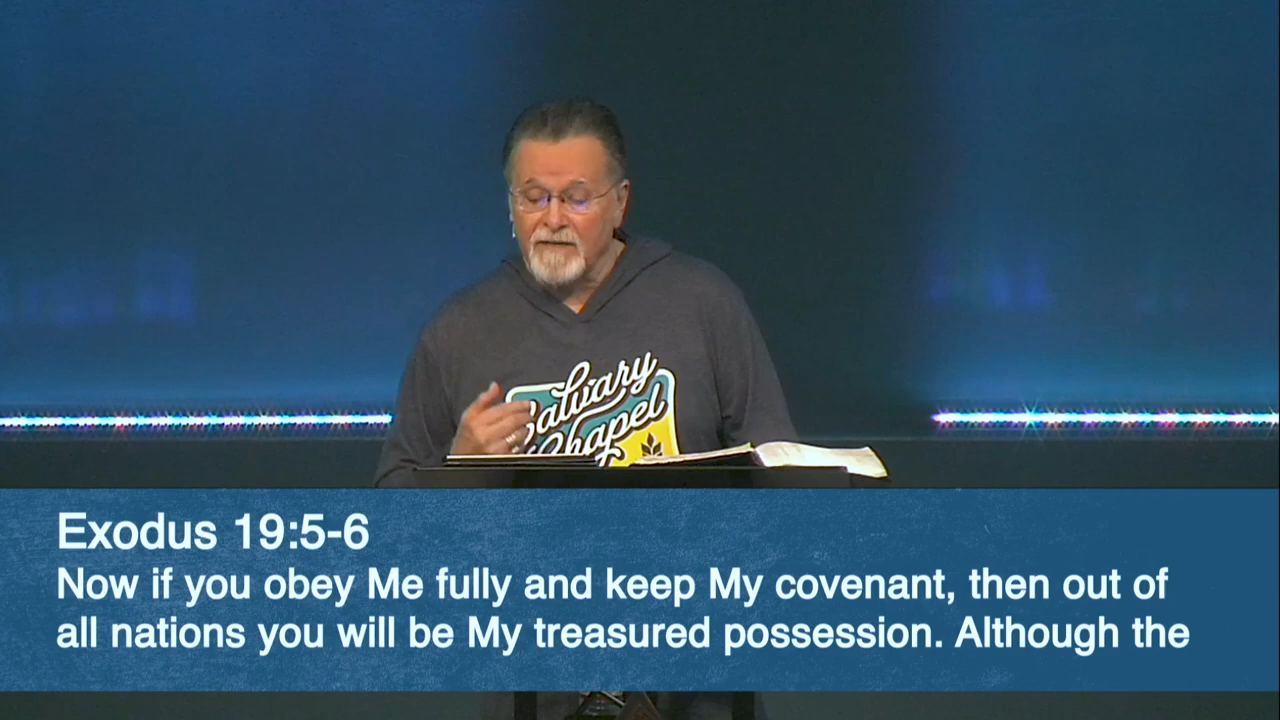 Calvary
Chapel
Exodus 19:5-6
Now if you obey Me fully and keep My covenant, then out of
all nations you will be My treasured possession. Although the